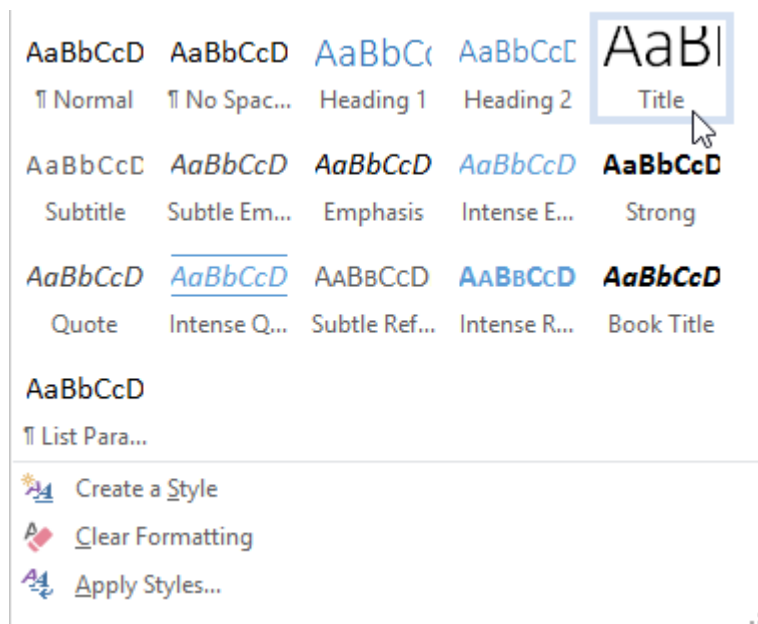 AaBbCcD AaBbCcD AaBbCc AaBbCcD AaBl
¶ Normal ¶ No Spac... Heading 1 Heading 2 Title
AaBbCcD AaBbCcD AaBbCcD AaBbCcD AaBbCcD
Subtitle Subtle Em... Emphasis Intense E... Strong
AaBbCcD AaBbCcD AaBbCcD AaBbCcD AaBbCcD
Quote Intense Q... Subtle Ref... Intense R... Book Title
AaBbCcD
¶ List Para...
Create a Style
Clear Formatting
Apply Styles...